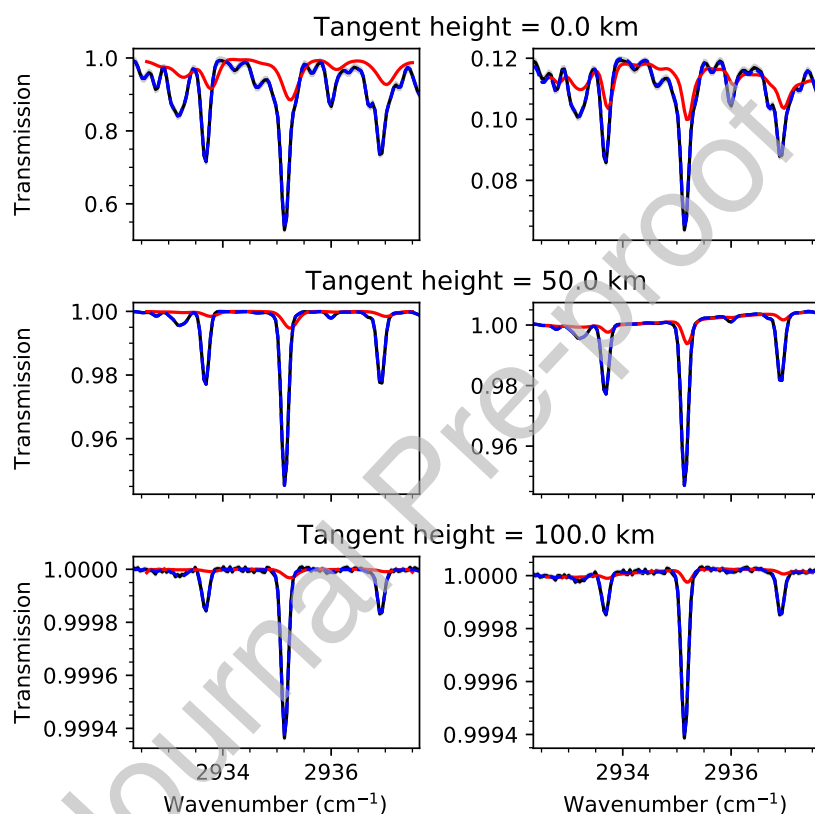 Tangent height = 0.0 km
Transmission
1.0
0.8
0.6
0.12
0.10
0.08
Tangent height = 50.0 km
Transmission
1.00
0.98
0.96
1.00
0.98
0.96
Tangent height = 100.0 km
Transmission
1.0000
0.9998
0.9996
0.9994
1.0000
0.9998
0.9996
0.9994
2934 2936 2934 2936
Wavenumber (cm⁻¹) Wavenumber (cm⁻¹)
Journal Pre-proof